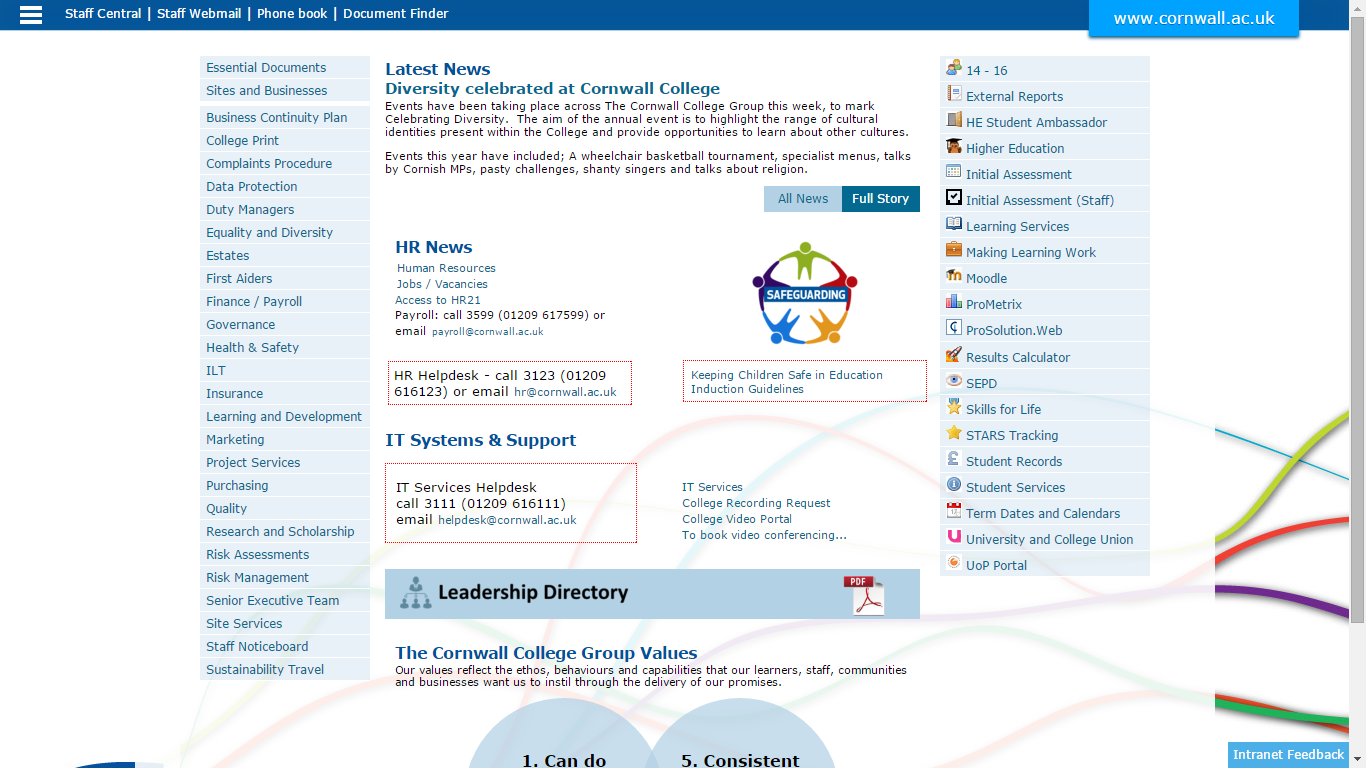 Staff Central | Staff Webmail | Phone book | Document Finder
www.cornwall.ac.uk
Essential Documents
Sites and Businesses
Business Continuity Plan
College Print
Complaints Procedure
Data Protection
Duty Managers
Equality and Diversity
Estates
First Aiders
Finance / Payroll
Governance
Health & Safety
ILT
Insurance
Learning and Development
Marketing
Project Services
Purchasing
Quality
Research and Scholarship
Risk Assessments
Risk Management
Senior Executive Team
Site Services
Staff Noticeboard
Sustainability Travel
Latest News
Diversity celebrated at Cornwall College
Events have been taking place across The Cornwall College Group this week, to mark
Celebrating Diversity.  The aim of the annual event is to highlight the range of cultural
identities present within the College and provide opportunities to learn about other cultures.
Events this year have included; A wheelchair basketball tournament, specialist menus, talks
by Cornish MPs, pasty challenges, shanty singers and talks about religion.
All News
Full Story
HR News
Human Resources
Jobs / Vacancies
Access to HR21
Payroll: call 3599 (01209 617599) or
email payroll@cornwall.ac.uk
SAFEGUARDING
HR Helpdesk - call 3123 (01209
616123) or email hr@cornwall.ac.uk
Keeping Children Safe in Education
Induction Guidelines
IT Systems & Support
IT Services Helpdesk
call 3111 (01209 616111)
email helpdesk@cornwall.ac.uk
IT Services
College Recording Request
College Video Portal
To book video conferencing...
Leadership Directory
PDF
The Cornwall College Group Values
Our values reflect the ethos, behaviours and capabilities that our learners, staff, communities
and businesses want us to instil through the delivery of our promises.
1. Can do
5. Consistent
14 - 16
External Reports
HE Student Ambassador
Higher Education
Initial Assessment
Initial Assessment (Staff)
Learning Services
Making Learning Work
Moodle
ProMetrix
ProSolution.Web
Results Calculator
SEPD
Skills for Life
STARS Tracking
Student Records
Student Services
Term Dates and Calendars
University and College Union
UoP Portal
Intranet Feedback